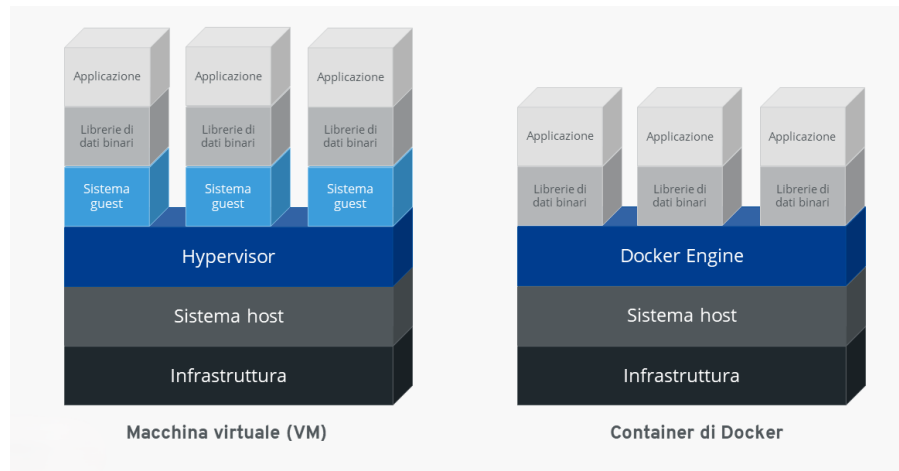 Applicazione
Applicazione
Applicazione
Librerie di
dati binari
Librerie di
dati binari
Librerie di
dati binari
Sistema
guest
Sistema
guest
Sistema
guest
Hypervisor
Sistema host
Infrastruttura
Macchina virtuale (VM)
Applicazione
Applicazione
Applicazione
Librerie di
dati binari
Librerie di
dati binari
Librerie di
dati binari
Docker Engine
Sistema host
Infrastruttura
Container di Docker